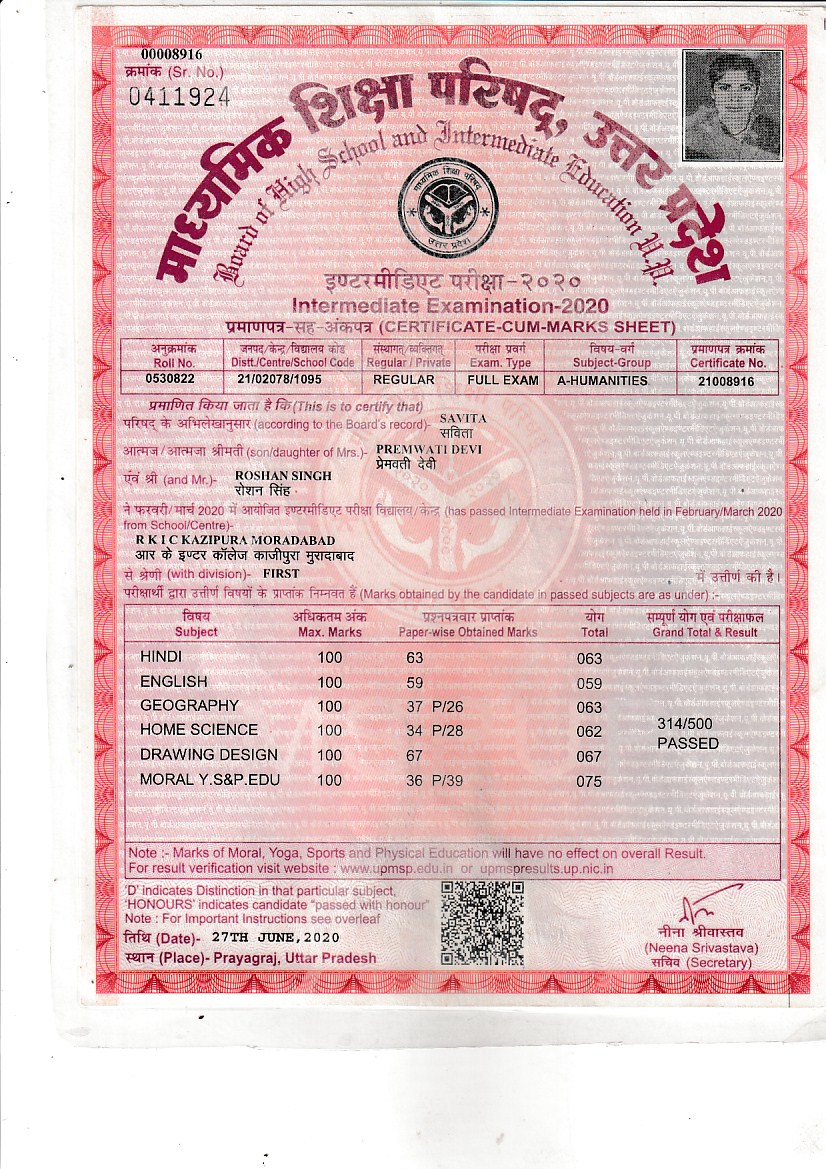 00008916
क्रमांक (Sr. No.)
0411924
माध्यमिक शिक्षा परिषद्, उत्तर प्रदेश
Board of High School and Intermediate Education U.P.
माध्यमिक शिक्षा परिषद्
उत्तर प्रदेश
इण्टरमीडिएट परीक्षा-२०२०
Intermediate Examination-2020
प्रमाणपत्र-सह-अंकपत्र (CERTIFICATE-CUM-MARKS SHEET)
अनुक्रमांक जनपद/केन्द्र/विद्यालय कोड संस्थागत/व्यक्तिगत परीक्षा प्रवर्ग विषय-वर्ग प्रमाणपत्र क्रमांक
Roll No. Distt./Centre/School Code Regular / Private Exam. Type Subject-Group Certificate No.
0530822 21/02078/1095 REGULAR FULL EXAM A-HUMANITIES 21008916
प्रमाणित किया जाता है कि (This is to certify that)
परिषद् के अभिलेखानुसार (according to the Board's record)- SAVITA
सविता
आत्मज/आत्मजा श्रीमती (son/daughter of Mrs.)- PREMWATI DEVI
प्रेमवती देवी
एवं श्री (and Mr.)- ROSHAN SINGH
रोशन सिंह
ने फरवरी/मार्च 2020 में आयोजित इण्टरमीडिएट परीक्षा विद्यालय/केन्द्र (has passed Intermediate Examination held in February/March 2020
from School/Centre)-
R K I C KAZIPURA MORADABAD
आर के इण्टर कॉलेज काजीपुरा मुरादाबाद
से श्रेणी (with division)- FIRST में उत्तीर्ण की है।
परीक्षार्थी द्वारा उत्तीर्ण विषयों के प्राप्तांक निम्नवत हैं (Marks obtained by the candidate in passed subjects are as under) :-
विषय अधिकतम अंक प्रश्नपत्रवार प्राप्तांक योग सम्पूर्ण योग एवं परीक्षाफल
Subject Max. Marks Paper-wise Obtained Marks Total Grand Total & Result
HINDI 100 63 063
ENGLISH 100 59 059
GEOGRAPHY 100 37 P/26 063
HOME SCIENCE 100 34 P/28 062
314/500
PASSED
DRAWING DESIGN 100 67 067
MORAL Y.S&P.EDU 100 36 P/39 075
Note :- Marks of Moral, Yoga, Sports and Physical Education will have no effect on overall Result.
For result verification visit website : www.upmsp.edu.in or upmspresults.up.nic.in
'D' indicates Distinction in that particular subject,
'HONOURS' indicates candidate "passed with honour"
Note : For Important Instructions see overleaf
तिथि (Date)- 27TH JUNE,2020
स्थान (Place)- Prayagraj, Uttar Pradesh
नीना श्रीवास्तव
(Neena Srivastava)
सचिव (Secretary)